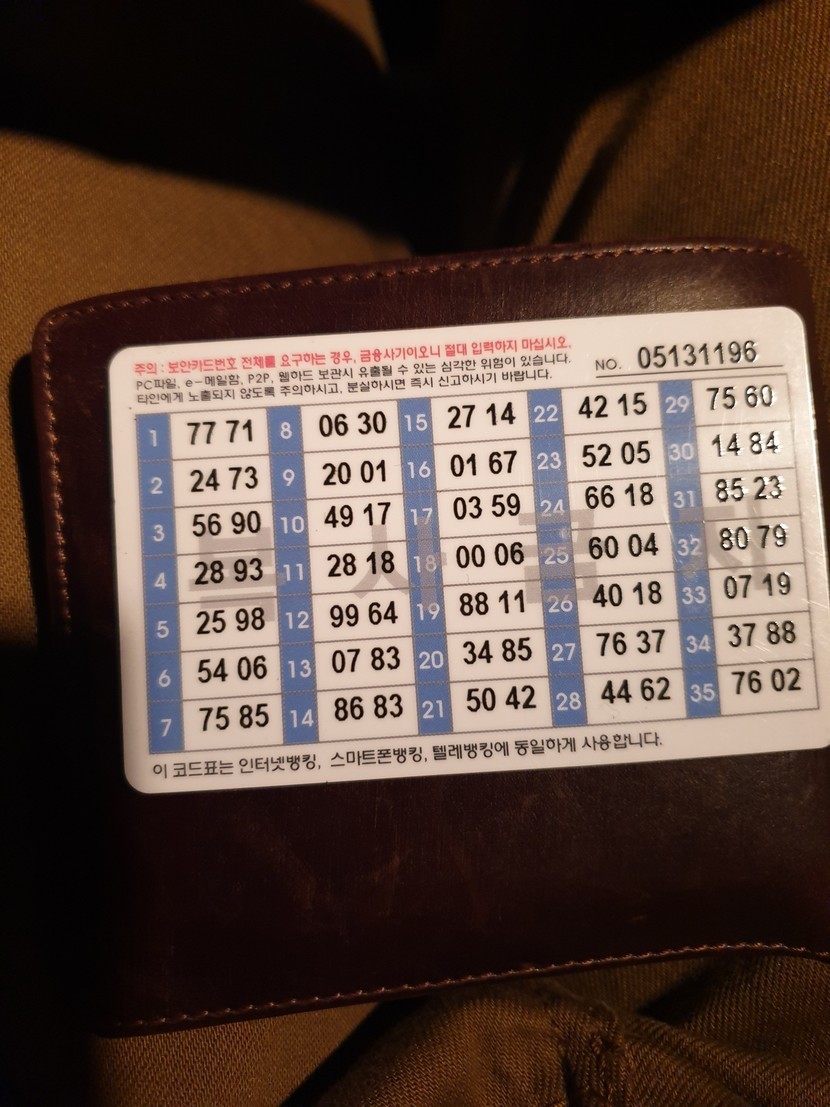 주의 : 보안카드번호 전체를 요구하는 경우, 금융사기이오니 절대 입력하지 마십시오.
PC파일, e-메일함, P2P, 웹하드 보관시 유출될 수 있는 심각한 위험이 있습니다.
타인에게 노출되지 않도록 주의하시고, 분실하시면 즉시 신고하시기 바랍니다.
NO. 05131196
1 77 71 8 06 30 15 27 14 22 42 15 29 75 60
2 24 73 9 20 01 16 01 67 23 52 05 30 14 84
3 56 90 10 49 17 17 03 59 24 66 18 31 85 23
4 28 93 11 28 18 18 00 06 25 60 04 32 80 79
5 25 98 12 99 64 19 88 11 26 40 18 33 07 19
6 54 06 13 07 83 20 34 85 27 76 37 34 37 88
7 75 85 14 86 83 21 50 42 28 44 62 35 76 02
복사금지
이 코드표는 인터넷뱅킹, 스마트폰뱅킹, 텔레뱅킹에 동일하게 사용합니다.